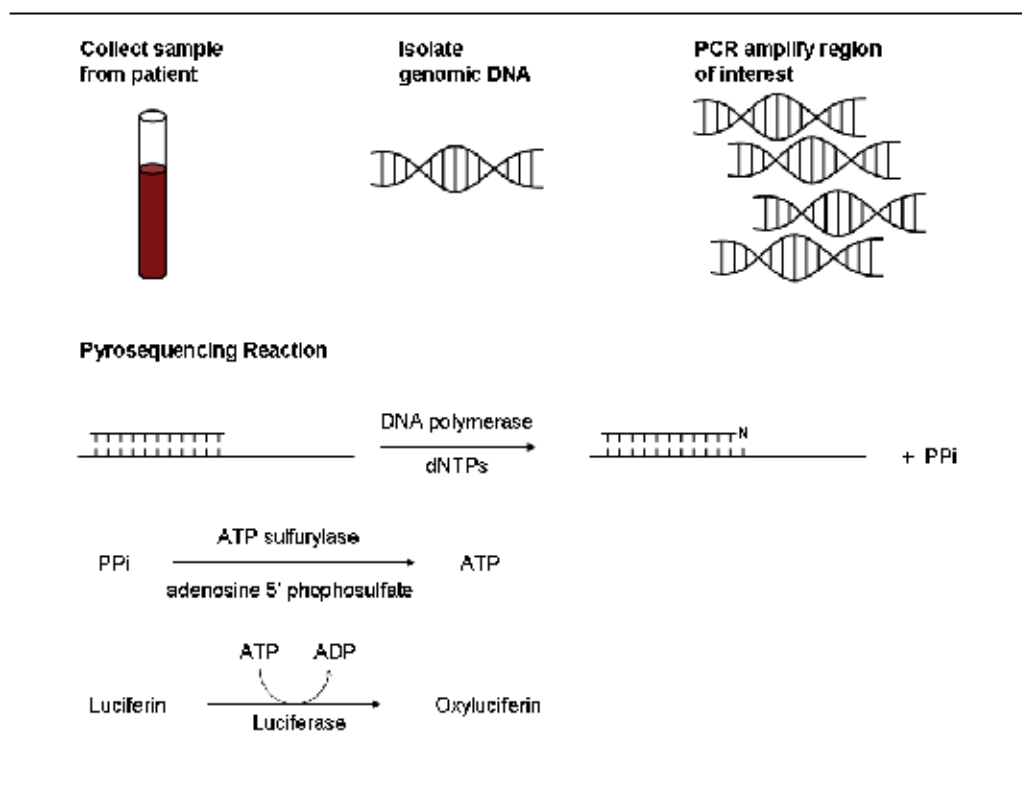 Collect sample
from patient
Isolate
genomic DNA
PCR amplify region
of interest
Pyrosequencing Reaction
DNA polymerase
dNTPs
N
+ PPi
PPi
ATP sulfurylase
adenosine 5' phophosulfate
ATP
ATP ADP
Luciferin
Luciferase
Oxyluciferin